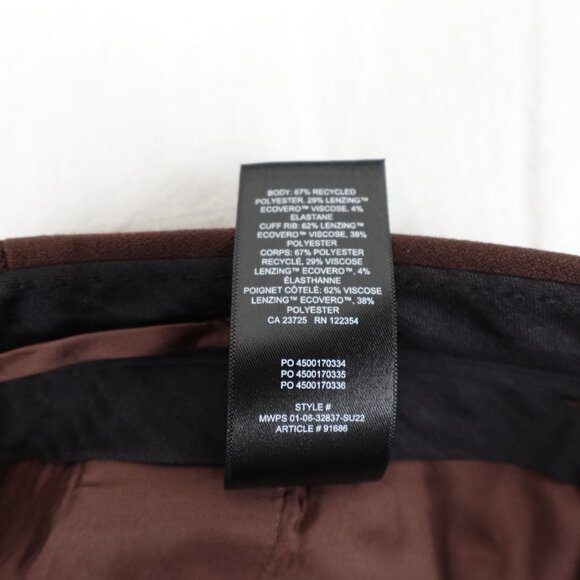 BODY: 67% RECYCLED
POLYESTER, 29% LENZING™
ECOVERO™ VISCOSE, 4%
ELASTANE
CUFF RIB: 62% LENZING™
ECOVERO™ VISCOSE, 38%
POLYESTER
CORPS: 67% POLYESTER
RECYCLÉ, 29% VISCOSE
LENZING™ ECOVERO™, 4%
ÉLASTHANNE
POIGNET CÔTELÉ: 62% VISCOSE
LENZING™ ECOVERO™, 38%
POLYESTER
CA 23725 RN 122354
PO 4500170334
PO 4500170335
PO 4500170336
STYLE #
MWPS 01-06-32837-SU22
ARTICLE # 91686